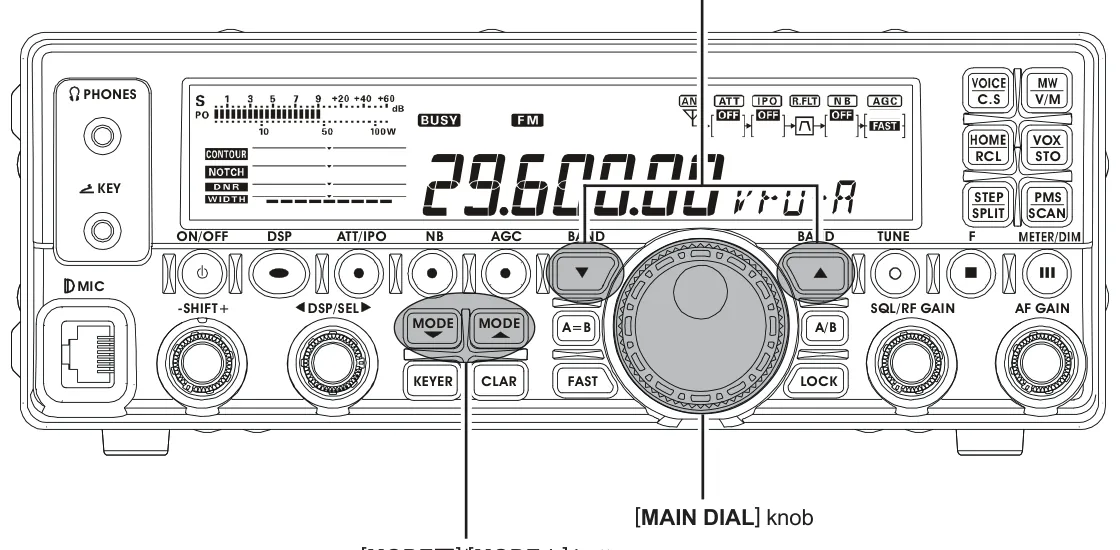 PHONES
KEY
MIC
S 1 3 5 7 9 +20 +40 +60 dB
PO 10 50 100W
BUSY FM
ATT IPO R.FLT NB AGC
OFF OFF OFF FAST
CONTOUR
NOTCH
DNR
WIDTH
29.600.00
VOICE C.S
MW V/M
HOME RCL
VOX STO
STEP SPLIT
PMS SCAN
ON/OFF DSP ATT/IPO NB AGC BAND BAND TUNE F METER/DIM
-SHIFT+ ◀DSP/SEL▶ SQL/RF GAIN AF GAIN
MODE MODE
A=B A/B
KEYER CLAR FAST LOCK
[MAIN DIAL] knob